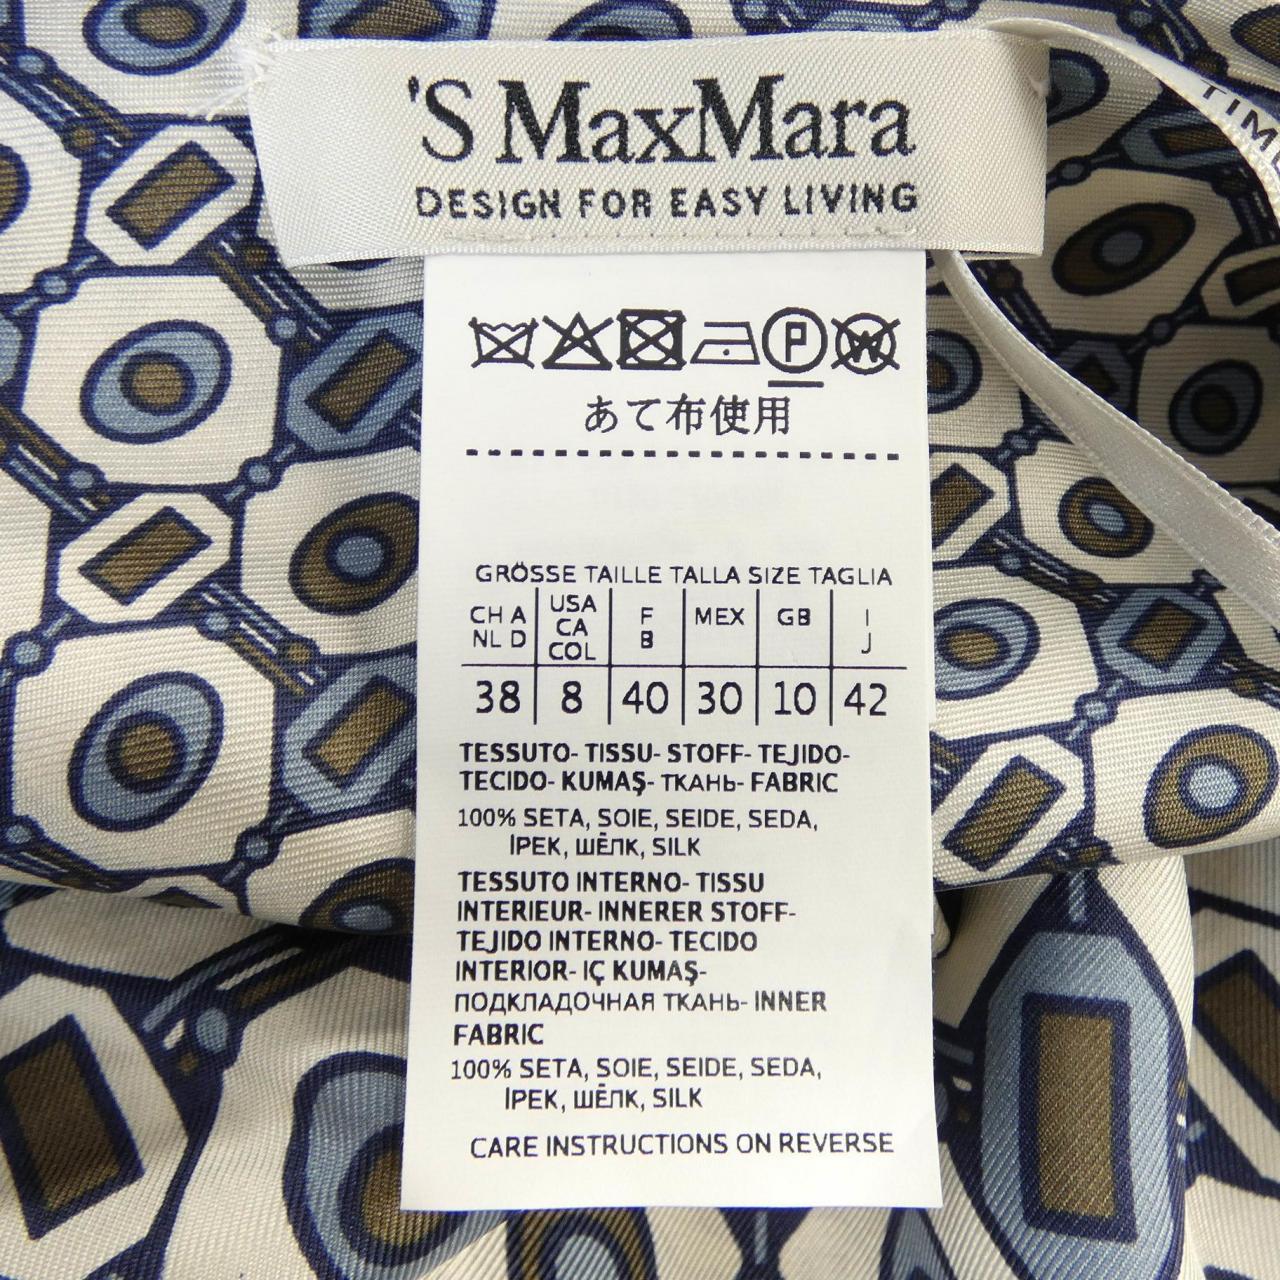 'S MaxMara
DESIGN FOR EASY LIVING
TIM
P W
あて布使用
GRÖSSE TAILLE TALLA SIZE TAGLIA
CH A NL D USA CA COL F B MEX GB I J
38 8 40 30 10 42
TESSUTO- TISSU- STOFF- TEJIDO-
TECIDO- KUMAŞ- ТКАНЬ- FABRIC
100% SETA, SOIE, SEIDE, SEDA,
İPEK, ШЁЛК, SILK
TESSUTO INTERNO- TISSU
INTERIEUR- INNERER STOFF-
TEJIDO INTERNO- TECIDO
INTERIOR- IÇ KUMAŞ-
ПОДКЛАДОЧНАЯ ТКАНЬ- INNER
FABRIC
100% SETA, SOIE, SEIDE, SEDA,
İPEK, ШЁЛК, SILK
CARE INSTRUCTIONS ON REVERSE